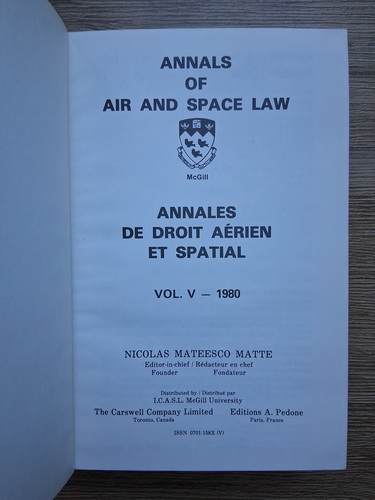 ANNALS
OF
AIR AND SPACE LAW
McGill
ANNALES
DE DROIT AÉRIEN
ET SPATIAL
VOL. V — 1980
NICOLAS MATEESCO MATTE
Editor-in-chief / Rédacteur en chef
Founder Fondateur
Distributed by / Distribué par
I.C.A.S.L. McGill University
The Carswell Company Limited Editions A. Pedone
Toronto, Canada Paris, France
ISSN 0701-158X (V)